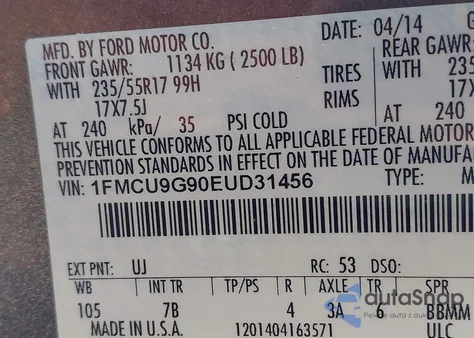 MFD. BY FORD MOTOR CO. DATE: 04/14
FRONT GAWR: 1134 KG ( 2500 LB) REAR GAWR:
WITH 235/55R17 99H TIRES WITH 235
17X7.5J RIMS 17X
AT 240 kPa/ 35 PSI COLD AT 240
THIS VEHICLE CONFORMS TO ALL APPLICABLE FEDERAL MOTOR
PREVENTION STANDARDS IN EFFECT ON THE DATE OF MANUFA
VIN: 1FMCU9G90EUD31456 TYPE: M
EXT PNT: UJ RC: 53 DSO:
WB INT TR TP/PS R AXLE TR SPR
105 7B 4 3A 6 BBMM
MADE IN U.S.A. 1201404163571 ULC
autoSnap